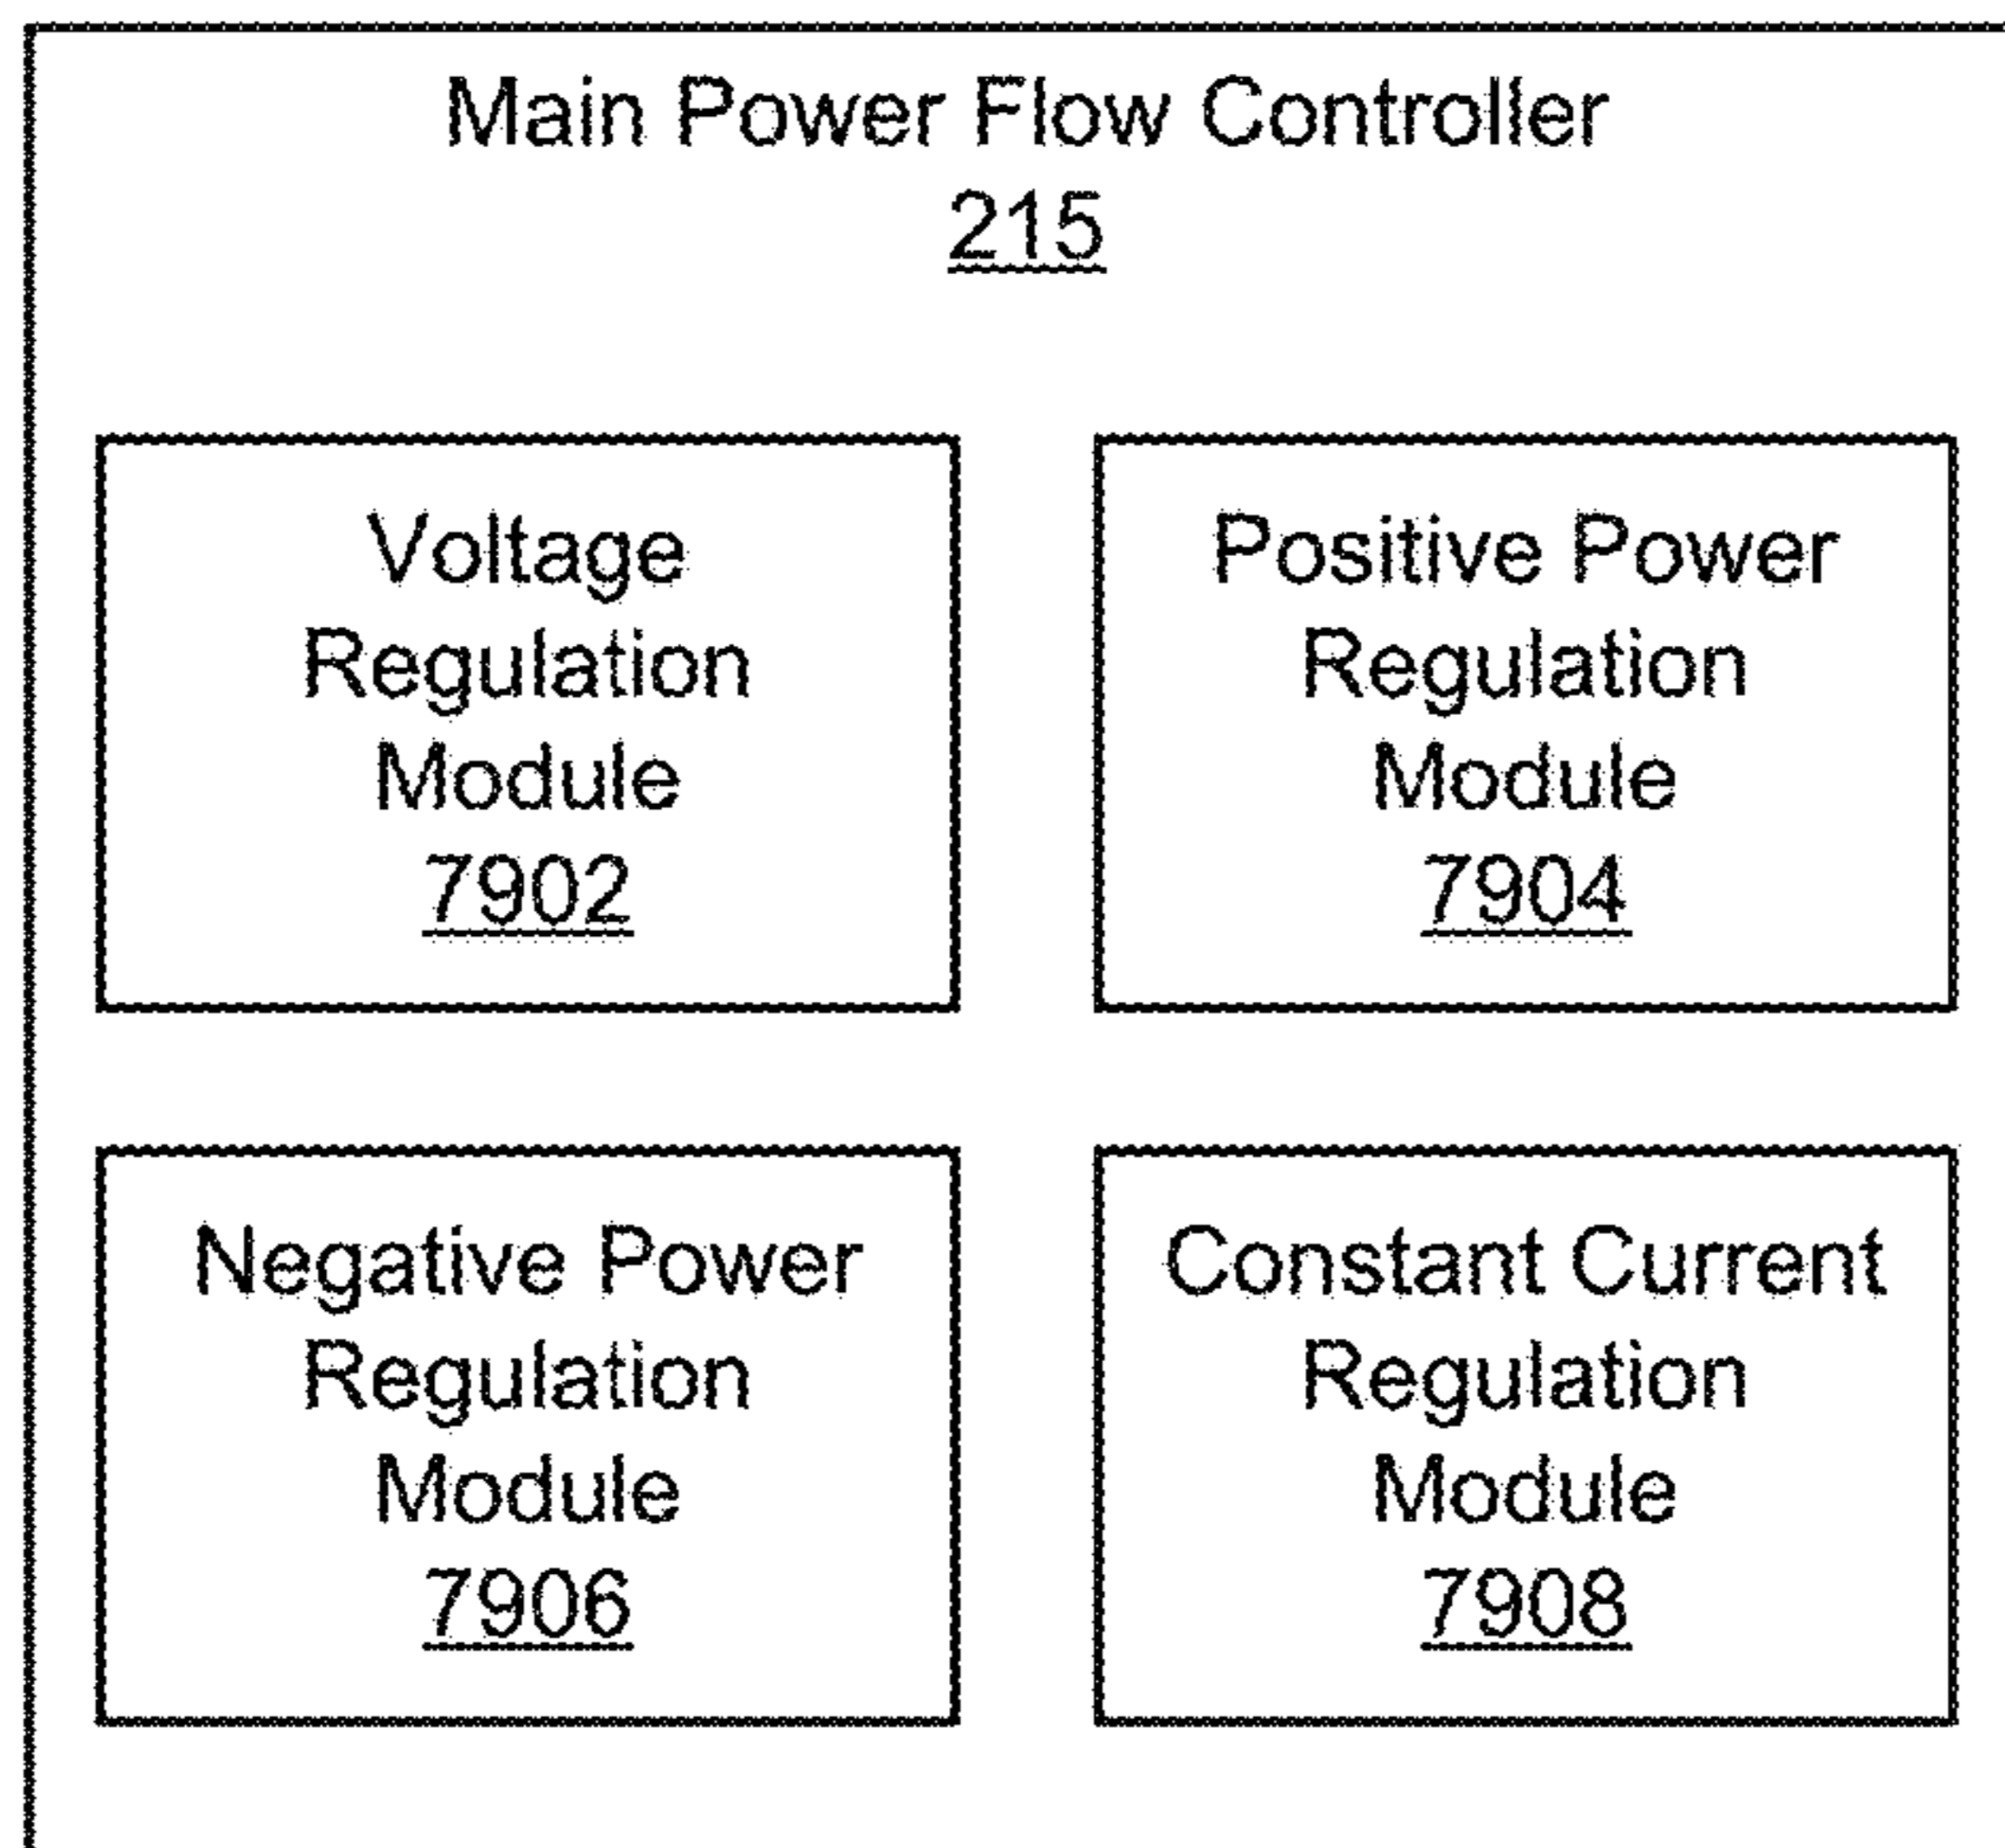 Main Power Flow Controller
215
Voltage
Regulation
Module
7902
Positive Power
Regulation
Module
7904
Negative Power
Regulation
Module
7906
Constant Current
Regulation
Module
7908